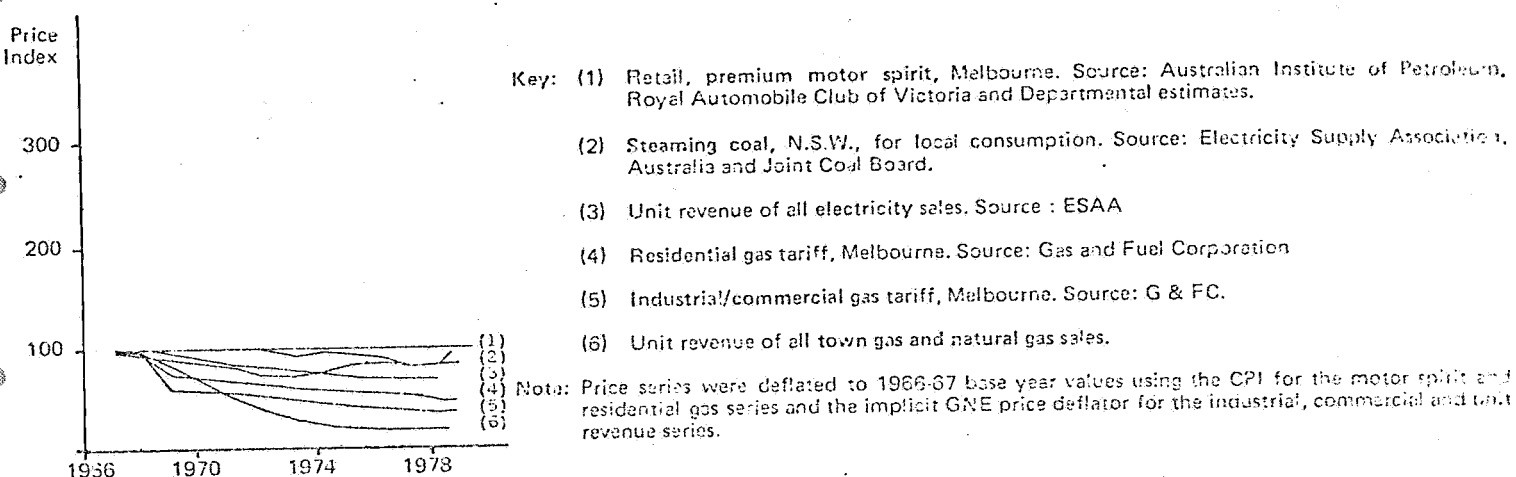 Price
Index
300
200
100
1966
1970
1974
1978
(1)
(2)
(3)
(4)
(5)
(6)
Key: (1) Retail, premium motor spirit, Melbourne. Source: Australian Institute of Petroleum,
Royal Automobile Club of Victoria and Departmental estimates.
(2) Steaming coal, N.S.W., for local consumption. Source: Electricity Supply Association,
Australia and Joint Coal Board.
(3) Unit revenue of all electricity sales. Source : ESAA
(4) Residential gas tariff, Melbourne. Source: Gas and Fuel Corporation
(5) Industrial/commercial gas tariff, Melbourne. Source: G & FC.
(6) Unit revenue of all town gas and natural gas sales.
Note: Price series were deflated to 1966-67 base year values using the CPI for the motor spirit and
residential gas series and the implicit GNE price deflator for the industrial, commercial and unit
revenue series.